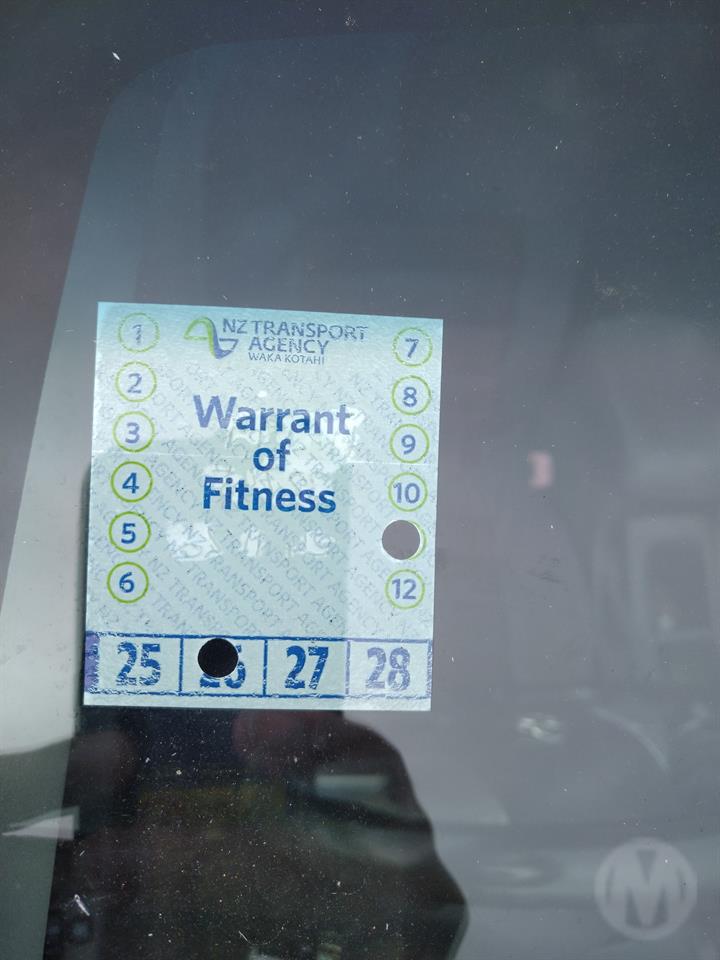 NZ TRANSPORT
AGENCY
WAKA KOTAHI
1
7
2
8
Warrant
3
9
of
4
10
Fitness
5
6
12
25
26
27
28
M